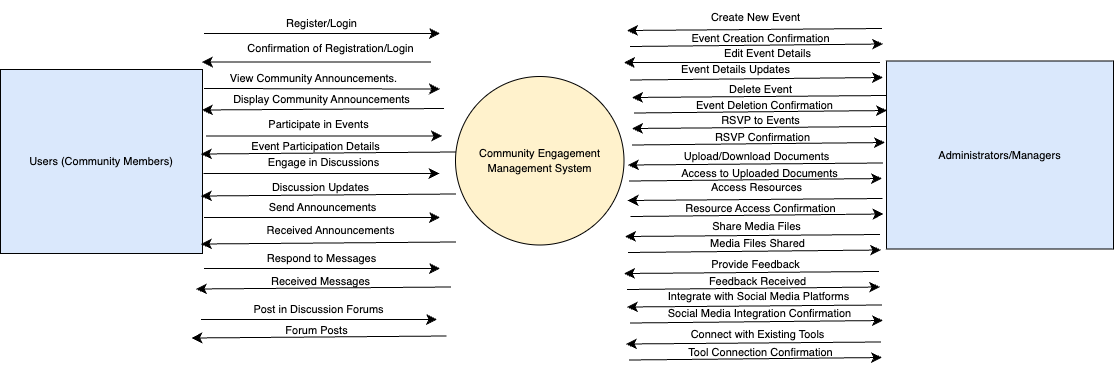 Register/Login
Confirmation of Registration/Login
View Community Announcements.
Display Community Announcements
Participate in Events
Event Participation Details
Engage in Discussions
Discussion Updates
Send Announcements
Received Announcements
Respond to Messages
Received Messages
Post in Discussion Forums
Forum Posts
Users (Community Members)
Community Engagement
Management System
Create New Event
Event Creation Confirmation
Edit Event Details
Event Details Updates
Delete Event
Event Deletion Confirmation
RSVP to Events
RSVP Confirmation
Upload/Download Documents
Access to Uploaded Documents
Access Resources
Resource Access Confirmation
Share Media Files
Media Files Shared
Provide Feedback
Feedback Received
Integrate with Social Media Platforms
Social Media Integration Confirmation
Connect with Existing Tools
Tool Connection Confirmation
Administrators/Managers